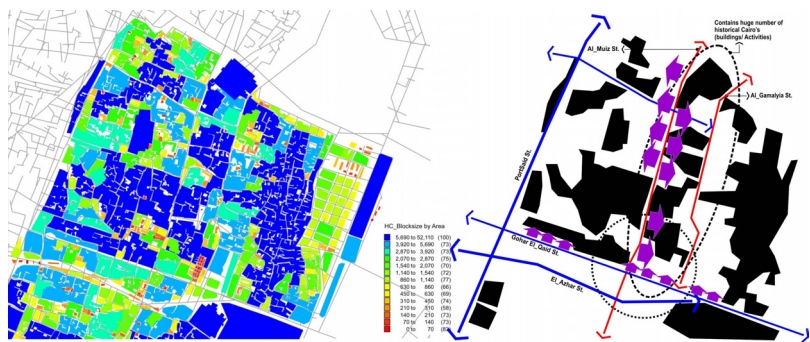 HC_Blocksize by Area
5,690 to 52,110 (100)
3,920 to 5,690 (73)
2,870 to 3,920 (73)
2,070 to 2,870 (75)
1,540 to 2,070 (70)
1,140 to 1,540 (72)
860 to 1,140 (77)
630 to 860 (66)
450 to 630 (69)
310 to 450 (74)
210 to 310 (58)
140 to 210 (73)
70 to 140 (73)
0 to 70
Contains huge number of
historical Cairo's
(buildings/ Activities)
Al_Muiz St.
Al_Gamalyia St.
PortSaid St.
Gohar El_Qaid St.
El_Azhar St.